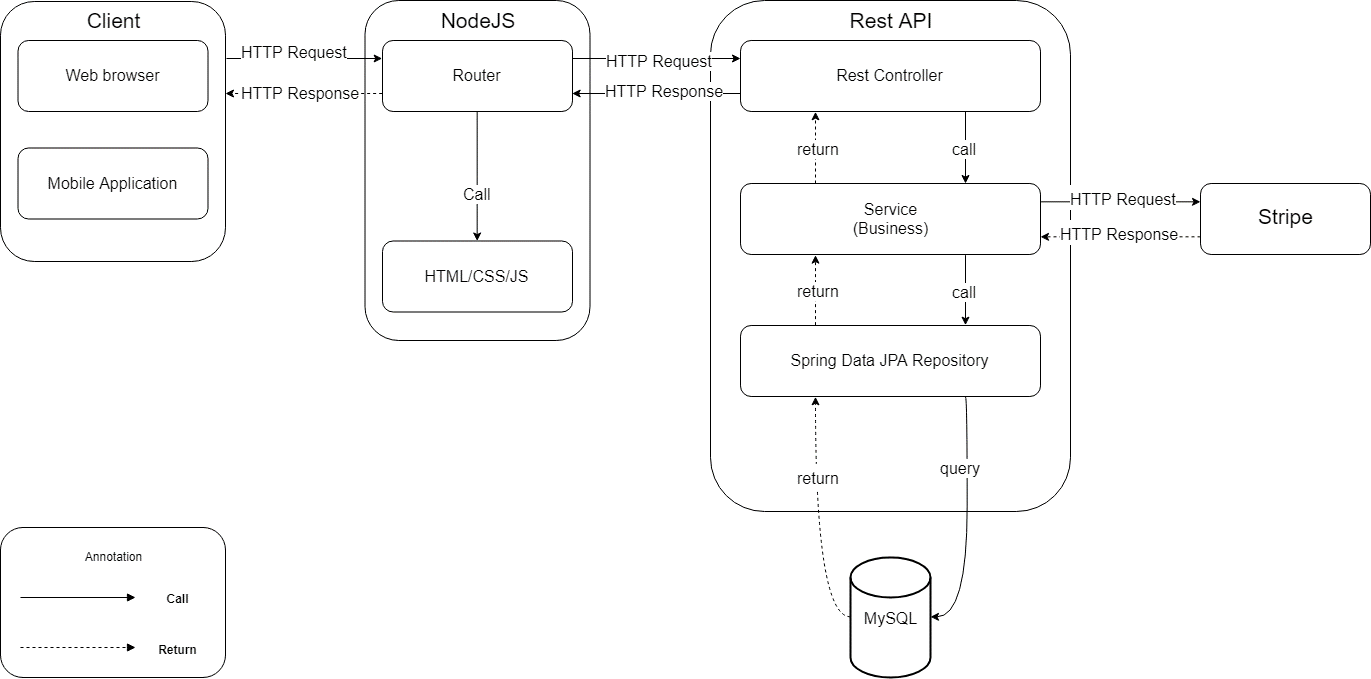 Client
Web browser
Mobile Application
HTTP Request
HTTP Response
NodeJS
Router
Call
HTML/CSS/JS
HTTP Request
HTTP Response
Rest API
Rest Controller
return
call
Service
(Business)
HTTP Request
HTTP Response
Stripe
return
call
Spring Data JPA Repository
return
query
MySQL
Annotation
Call
Return